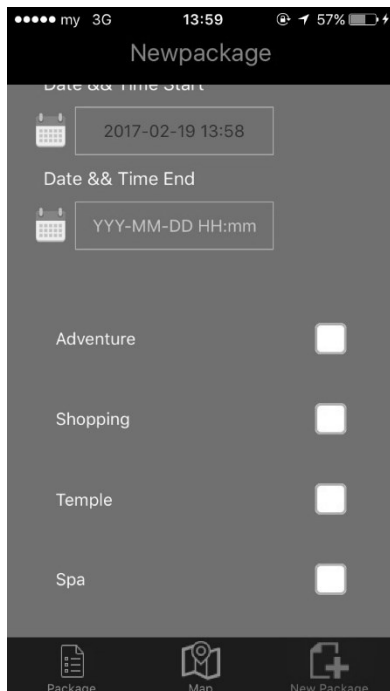 my 3G 13:59 57%
Newpackage
Date && Time Start
2017-02-19 13:58
Date && Time End
YYY-MM-DD HH:mm
Adventure
Shopping
Temple
Spa
Package Map New Package